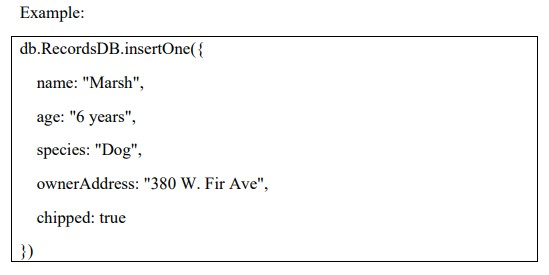 Example:
db.RecordsDB.insertOne({
name: "Marsh",
age: "6 years",
species: "Dog",
ownerAddress: "380 W. Fir Ave",
chipped: true
})